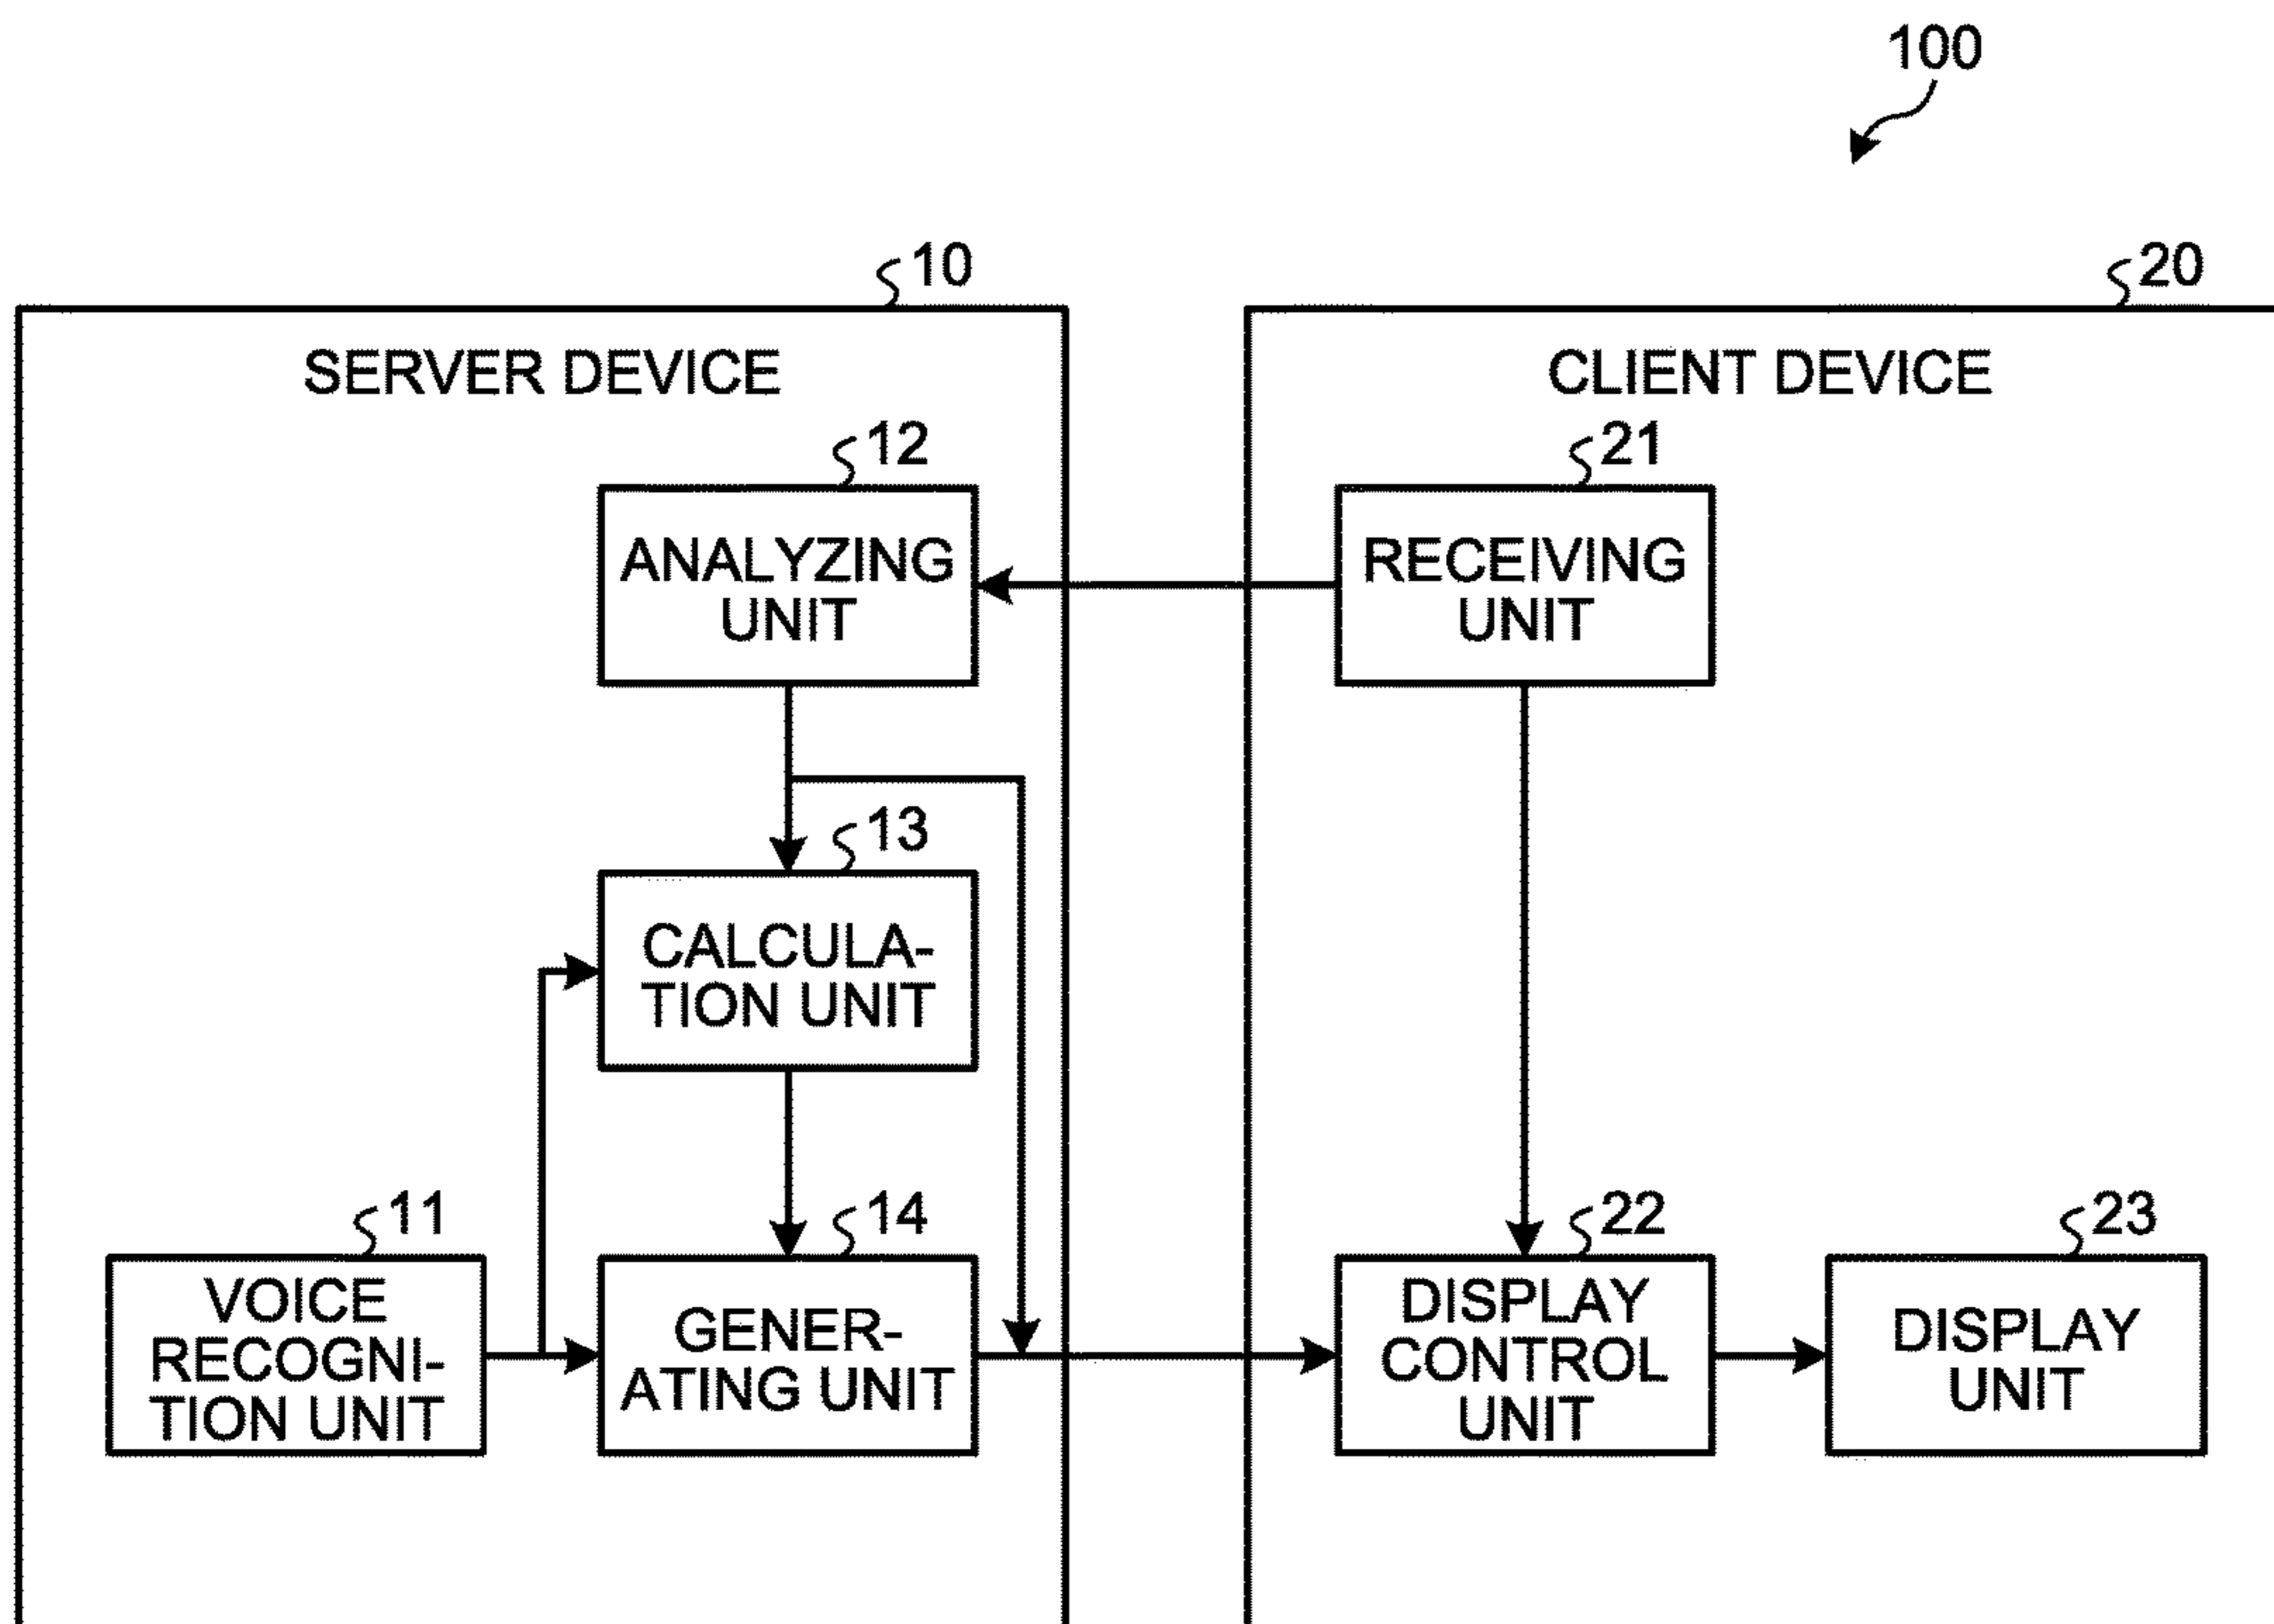 100
10
20
SERVER DEVICE
CLIENT DEVICE
12
21
ANALYZING
UNIT
RECEIVING
UNIT
13
CALCULA-
TION UNIT
11
14
22
23
VOICE
RECOGNI-
TION UNIT
GENER-
ATING UNIT
DISPLAY
CONTROL
UNIT
DISPLAY
UNIT